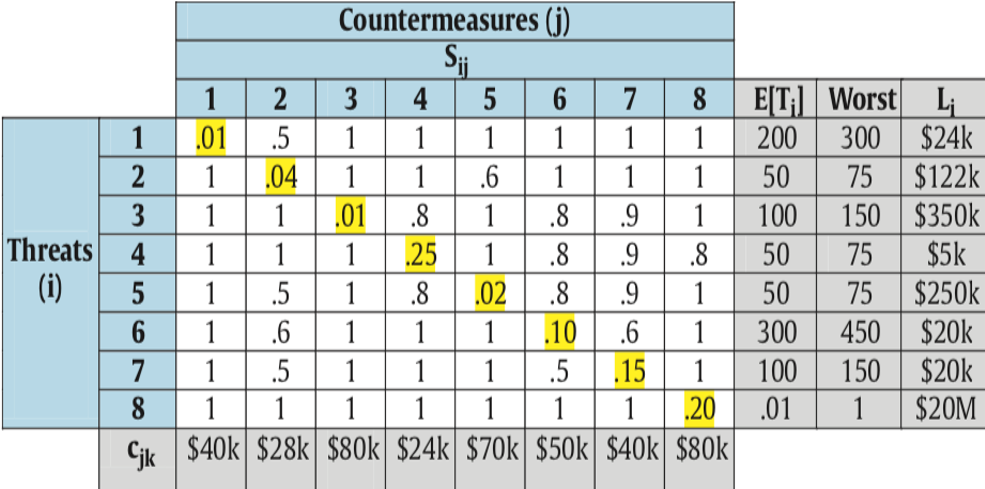 Countermeasures (j)
Sij
1 2 3 4 5 6 7 8 E[Ti] Worst Li
1 .01 .5 1 1 1 1 1 1 200 300 $24k
2 1 .04 1 1 .6 1 1 1 50 75 $122k
3 1 1 .01 .8 1 .8 .9 1 100 150 $350k
Threats (i)
4 1 1 1 .25 1 .8 .9 .8 50 75 $5k
5 1 .5 1 .8 .02 .8 .9 1 50 75 $250k
6 1 .6 1 1 1 .10 .6 1 300 450 $20k
7 1 .5 1 1 1 .5 .15 1 100 150 $20k
8 1 1 1 1 1 1 1 .20 .01 1 $20M
cjk $40k $28k $80k $24k $70k $50k $40k $80k